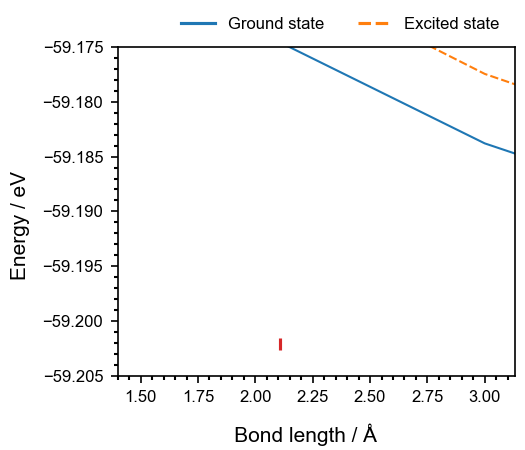 Ground state Excited state
−59.175
−59.180
−59.185
−59.190
−59.195
−59.200
−59.205
Energy / eV
1.50 1.75 2.00 2.25 2.50 2.75 3.00
Bond length / Å